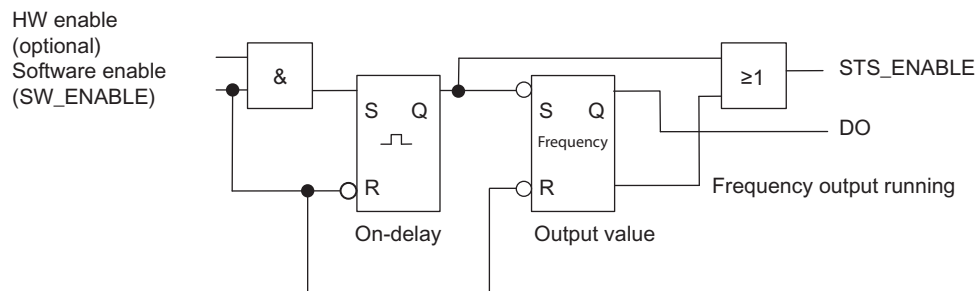 HW enable
(optional)
Software enable
(SW_ENABLE)
&
≥1
STS_ENABLE
S Q
R
On-delay
S Q
Frequency
R
Output value
DO
Frequency output running